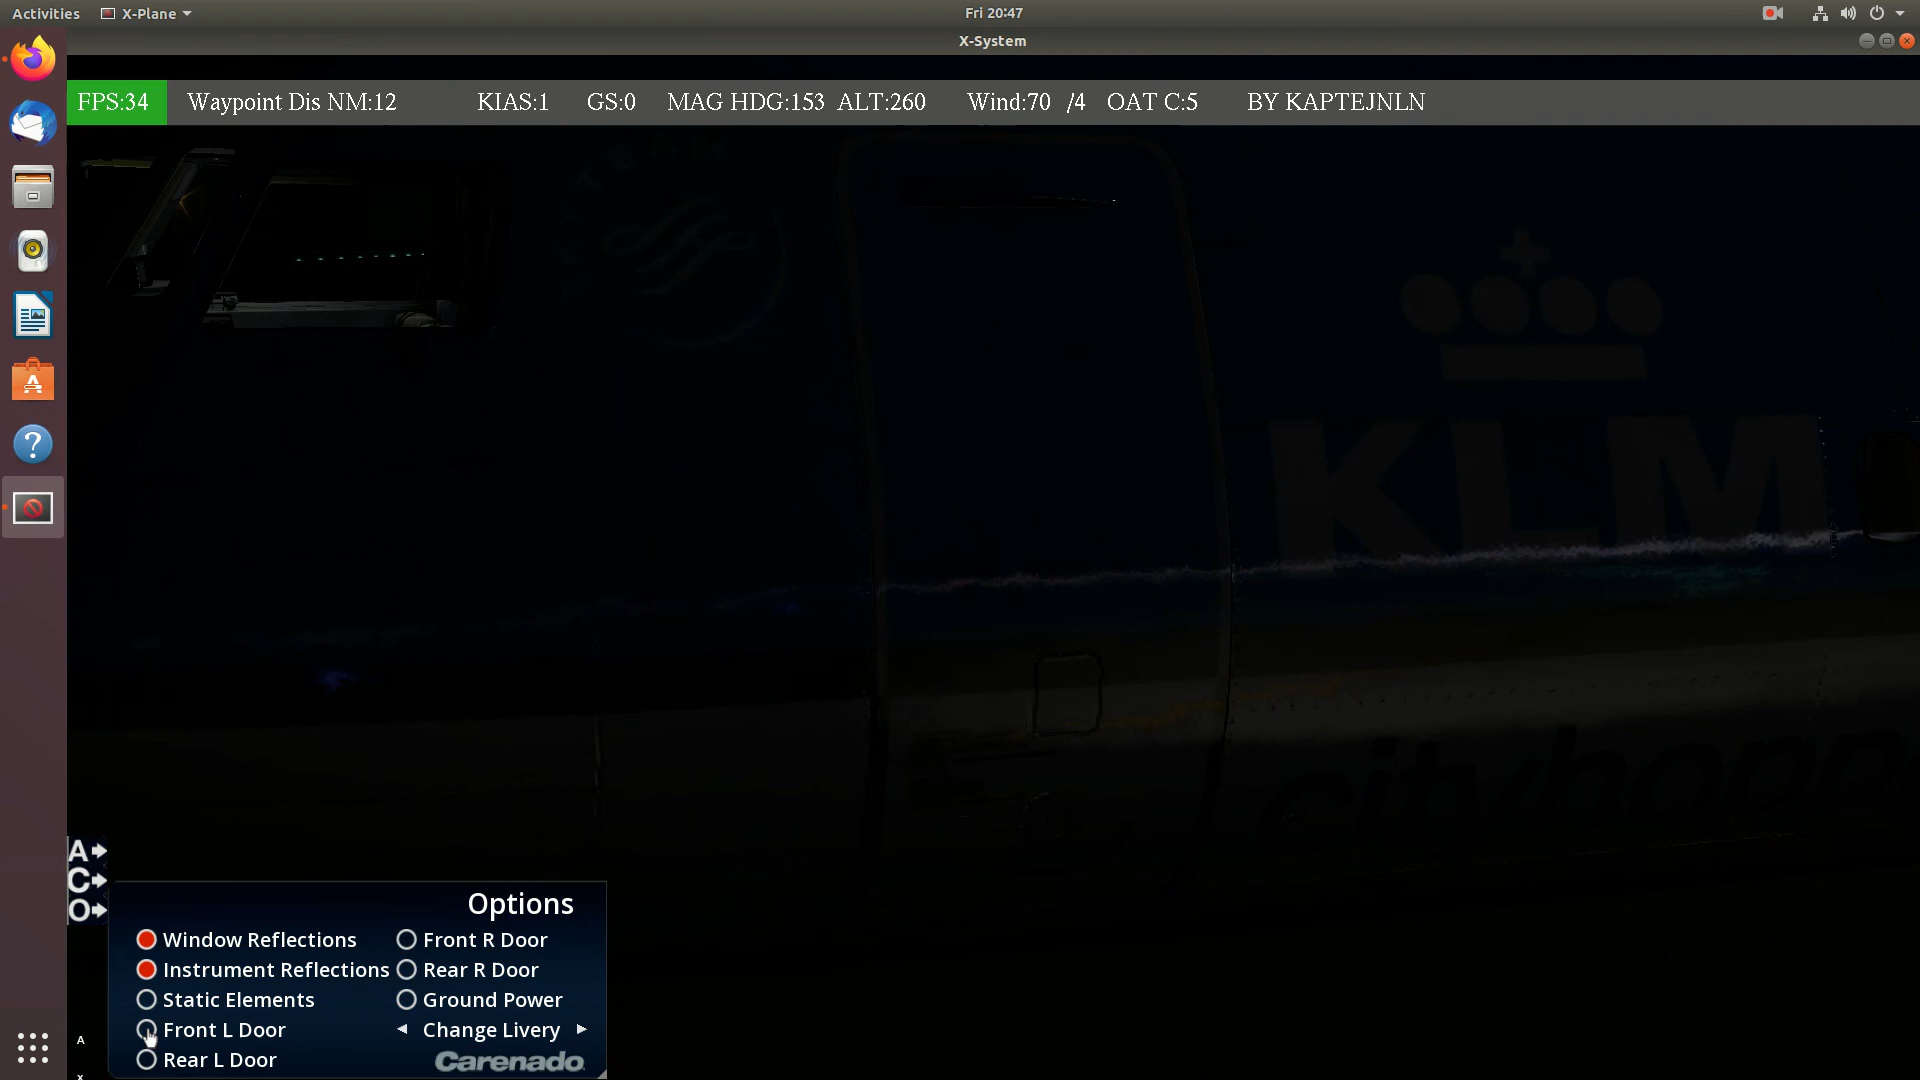 Activities X-Plane Fri 20:47
X-System
FPS:34 Waypoint Dis NM:12 KIAS:1 GS:0 MAG HDG:153 ALT:260 Wind:70 /4 OAT C:5 BY KAPTEJNLN
KLM
cityhopp
A
C
O
Options
Window Reflections Front R Door
Instrument Reflections Rear R Door
Static Elements Ground Power
Front L Door Change Livery
Rear L Door Carenado
A
x